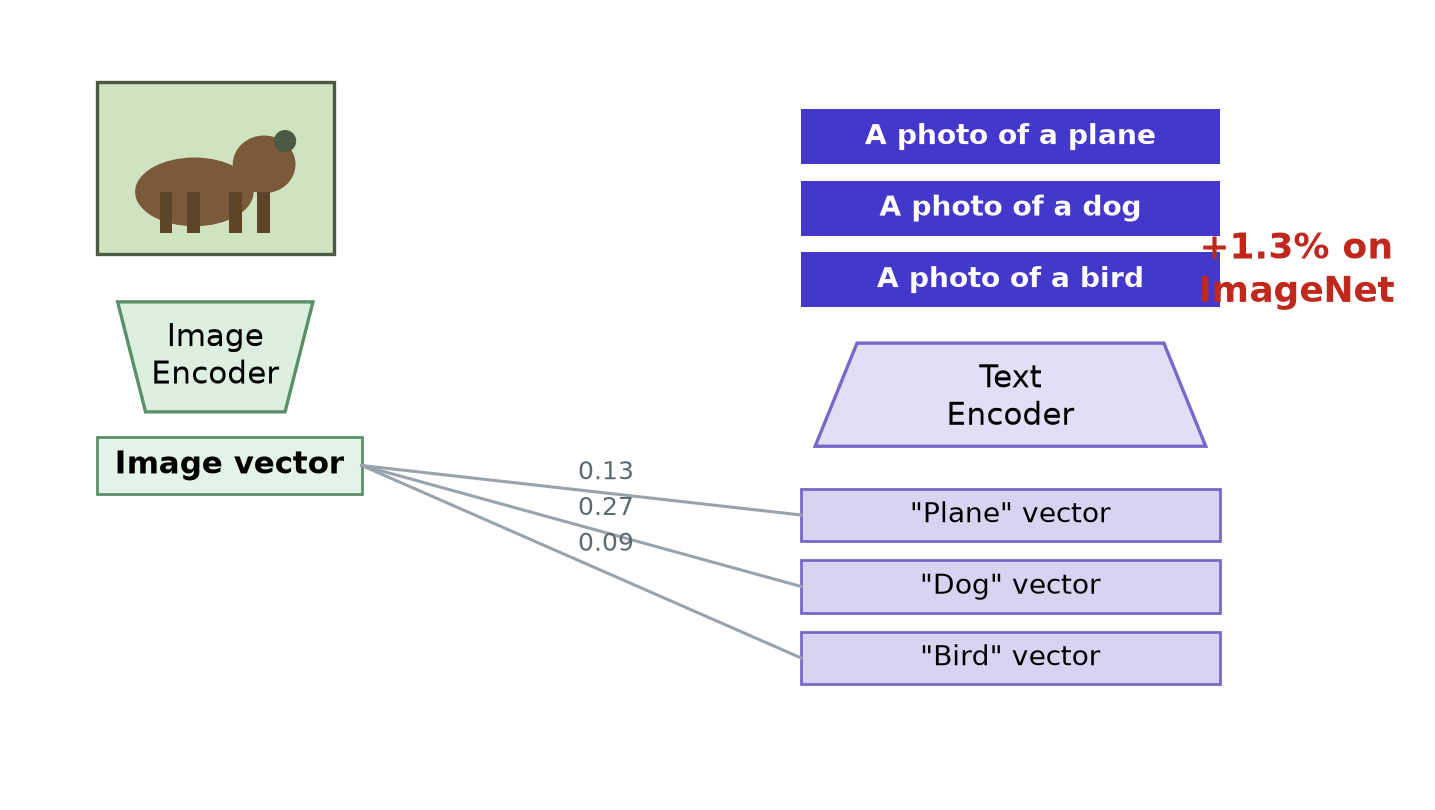 Image
Encoder
Image vector
0.13
0.27
0.09
A photo of a plane
A photo of a dog
A photo of a bird
+1.3% on
ImageNet
Text
Encoder
"Plane" vector
"Dog" vector
"Bird" vector